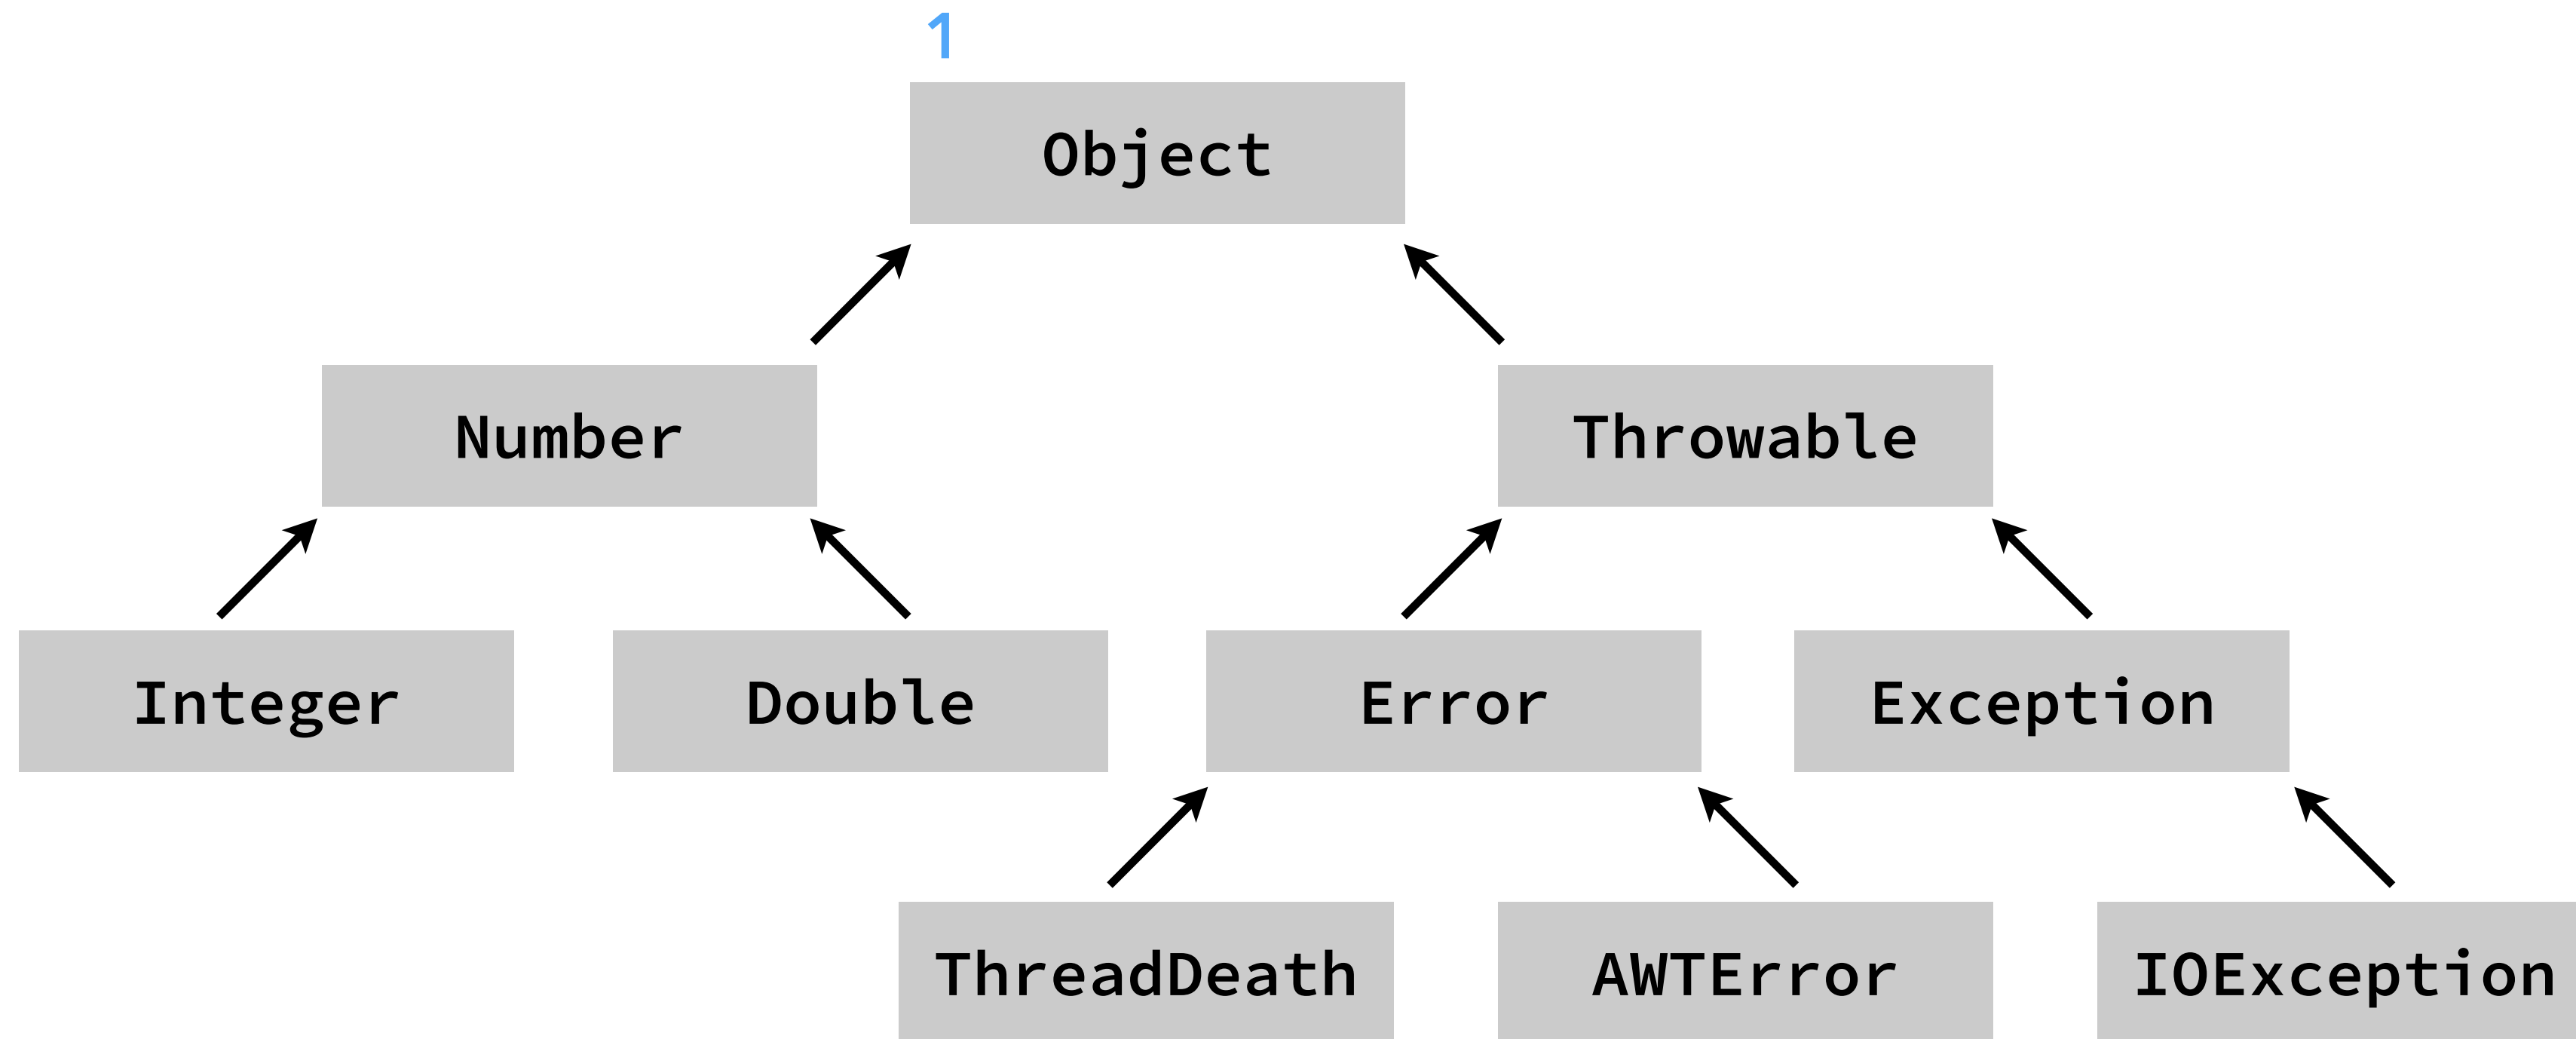 1
Object
Number
Throwable
Integer
Double
Error
Exception
ThreadDeath
AWTError
IOException